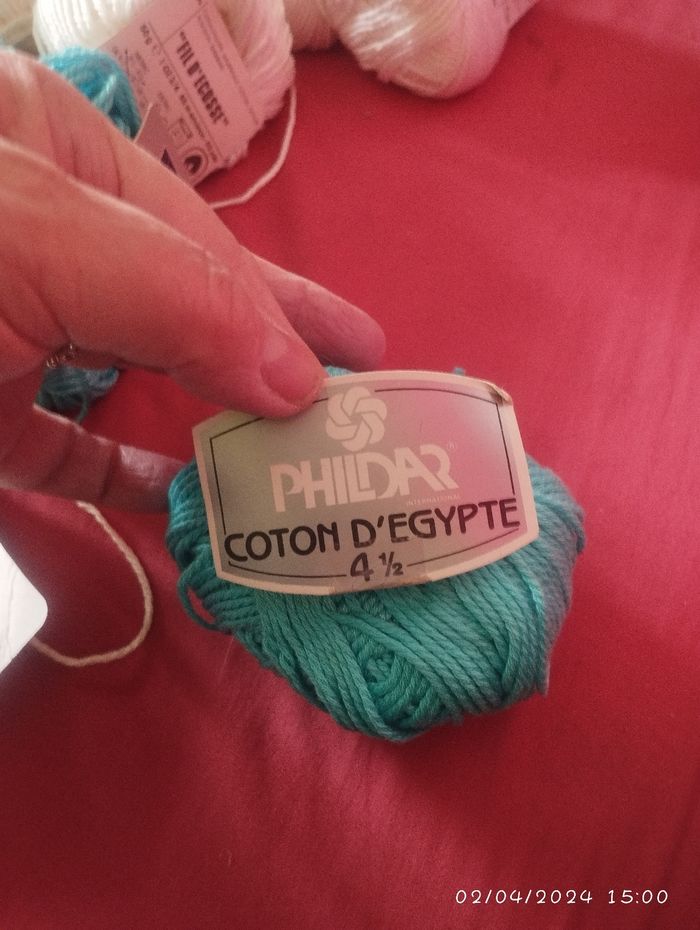 "FIL D'ECOSSE"
PHILDAR®
INTERNATIONAL
COTON D'EGYPTE
4 ½
02/04/2024 15:00